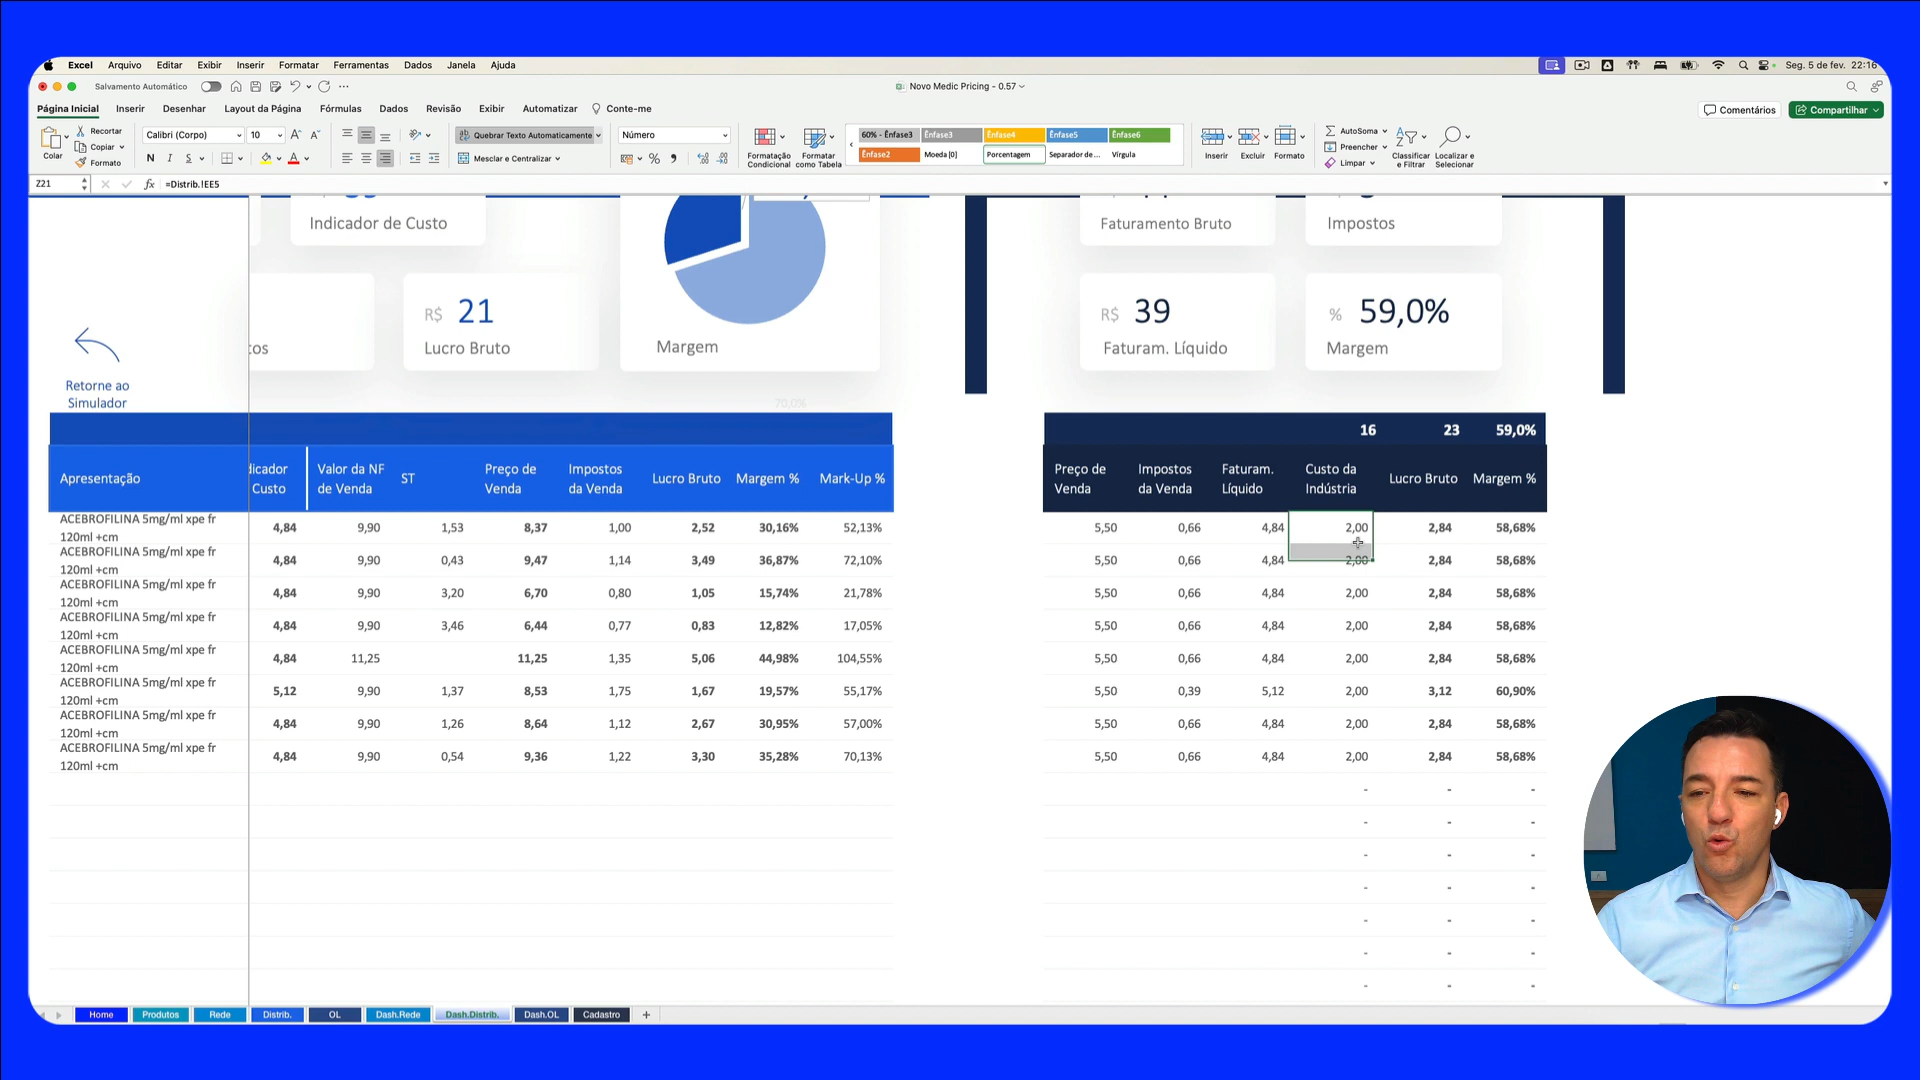 Excel Arquivo Editar Exibir Inserir Formatar Ferramentas Dados Janela Ajuda
Seg. 5 de fev. 22:16
Salvamento Automático
Novo Medic Pricing - 0.57
Página Inicial Inserir Desenhar Layout da Página Fórmulas Dados Revisão Exibir Automatizar Conte-me
Comentários Compartilhar
Colar
Recortar
Copiar
Formato
Calibri (Corpo) 10
N I S
Quebrar Texto Automaticamente
Mesclar e Centralizar
Número
Formatação Condicional
Formatar como Tabela
60% - Ênfase3 Ênfase3 Ênfase4 Ênfase5 Ênfase6
Ênfase2 Moeda [0] Porcentagem Separador de... Vírgula
Inserir Excluir Formato
AutoSoma
Preencher
Limpar
Classificar e Filtrar
Localizar e Selecionar
Z21 fx =Distrib.!EE5
Indicador de Custo
Faturamento Bruto
Impostos
R$ 21
Lucro Bruto
Margem
R$ 39
Faturam. Líquido
% 59,0%
Margem
Retorne ao
Simulador
70,0%
16 23 59,0%
Apresentação
Custo
Valor da NF
de Venda
ST
Preço de
Venda
Impostos
da Venda
Lucro Bruto
Margem %
Mark-Up %
Preço de
Venda
Impostos
da Venda
Faturam.
Líquido
Custo da
Indústria
Lucro Bruto
Margem %
ACEBROFILINA 5mg/ml xpe fr
120ml +cm
4,84 9,90 1,53 8,37 1,00 2,52 30,16% 52,13% 5,50 0,66 4,84 2,00 2,84 58,68%
ACEBROFILINA 5mg/ml xpe fr
120ml +cm
4,84 9,90 0,43 9,47 1,14 3,49 36,87% 72,10% 5,50 0,66 4,84 2,00 2,84 58,68%
ACEBROFILINA 5mg/ml xpe fr
120ml +cm
4,84 9,90 3,20 6,70 0,80 1,05 15,74% 21,78% 5,50 0,66 4,84 2,00 2,84 58,68%
ACEBROFILINA 5mg/ml xpe fr
120ml +cm
4,84 9,90 3,46 6,44 0,77 0,83 12,82% 17,05% 5,50 0,66 4,84 2,00 2,84 58,68%
ACEBROFILINA 5mg/ml xpe fr
120ml +cm
4,84 11,25 11,25 1,35 5,06 44,98% 104,55% 5,50 0,66 4,84 2,00 2,84 58,68%
ACEBROFILINA 5mg/ml xpe fr
120ml +cm
5,12 9,90 1,37 8,53 1,75 1,67 19,57% 55,17% 5,50 0,39 5,12 2,00 3,12 60,90%
ACEBROFILINA 5mg/ml xpe fr
120ml +cm
4,84 9,90 1,26 8,64 1,12 2,67 30,95% 57,00% 5,50 0,66 4,84 2,00 2,84 58,68%
ACEBROFILINA 5mg/ml xpe fr
120ml +cm
4,84 9,90 0,54 9,36 1,22 3,30 35,28% 70,13% 5,50 0,66 4,84 2,00 2,84 58,68%
- - -
- - -
- - -
- - -
- - -
- - -
- - -
Home Produtos Rede Distrib. OL Dash.Rede Dash.Distrib. Dash.OL Cadastro +